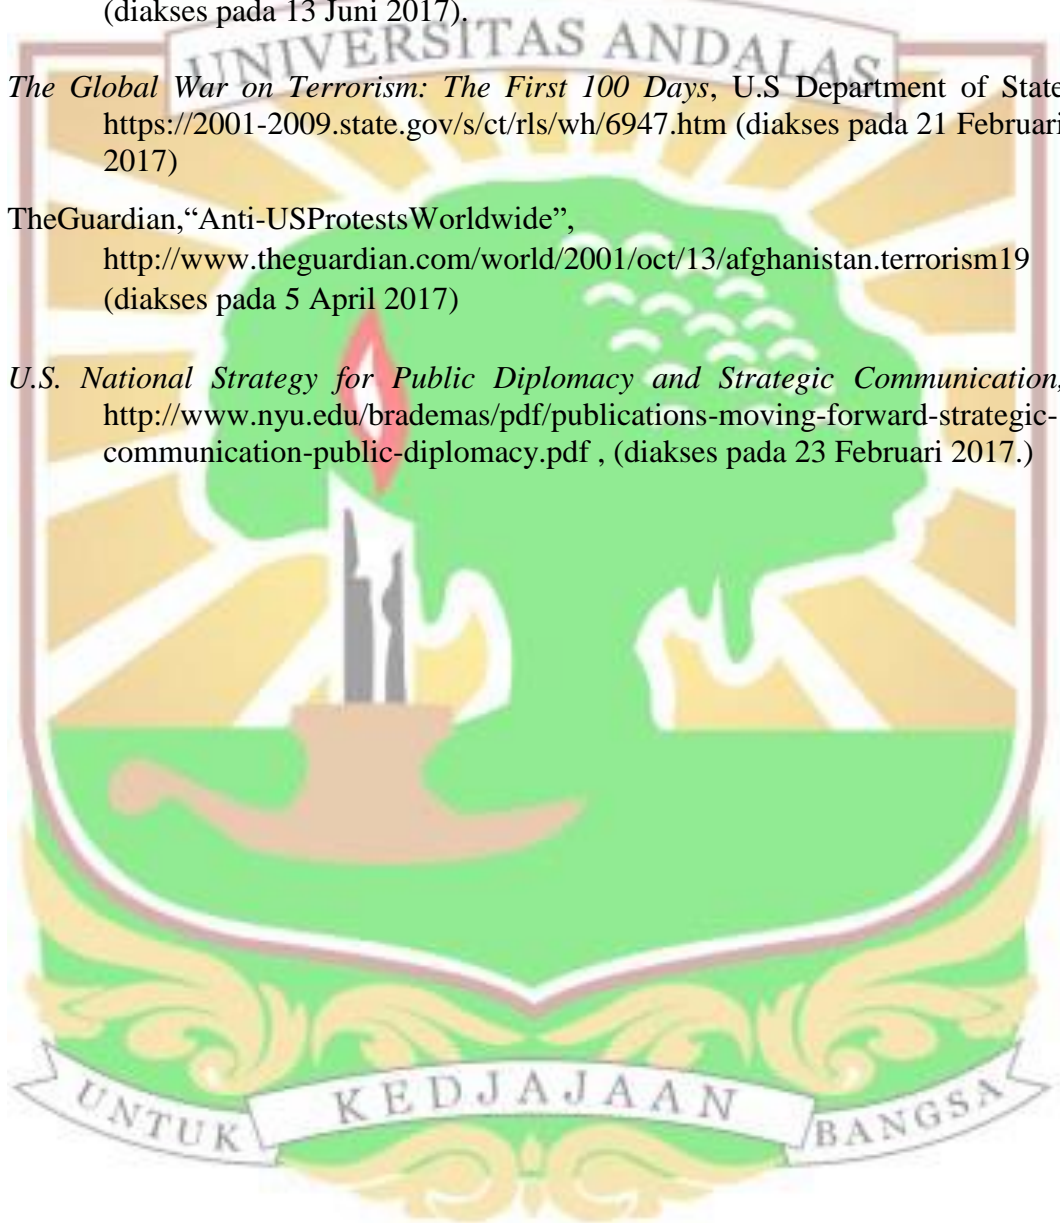 (diakses pada 13 Juni 2017).
UNIVERSITAS ANDALAS
The Global War on Terrorism: The First 100 Days, U.S Department of State
https://2001-2009.state.gov/s/ct/rls/wh/6947.htm (diakses pada 21 Februari
2017)
TheGuardian,“Anti-USProtestsWorldwide”,
http://www.theguardian.com/world/2001/oct/13/afghanistan.terrorism19
(diakses pada 5 April 2017)
U.S. National Strategy for Public Diplomacy and Strategic Communication,
http://www.nyu.edu/brademas/pdf/publications-moving-forward-strategic-
communication-public-diplomacy.pdf , (diakses pada 23 Februari 2017.)
UNTUK KEDJAJAAN BANGSA